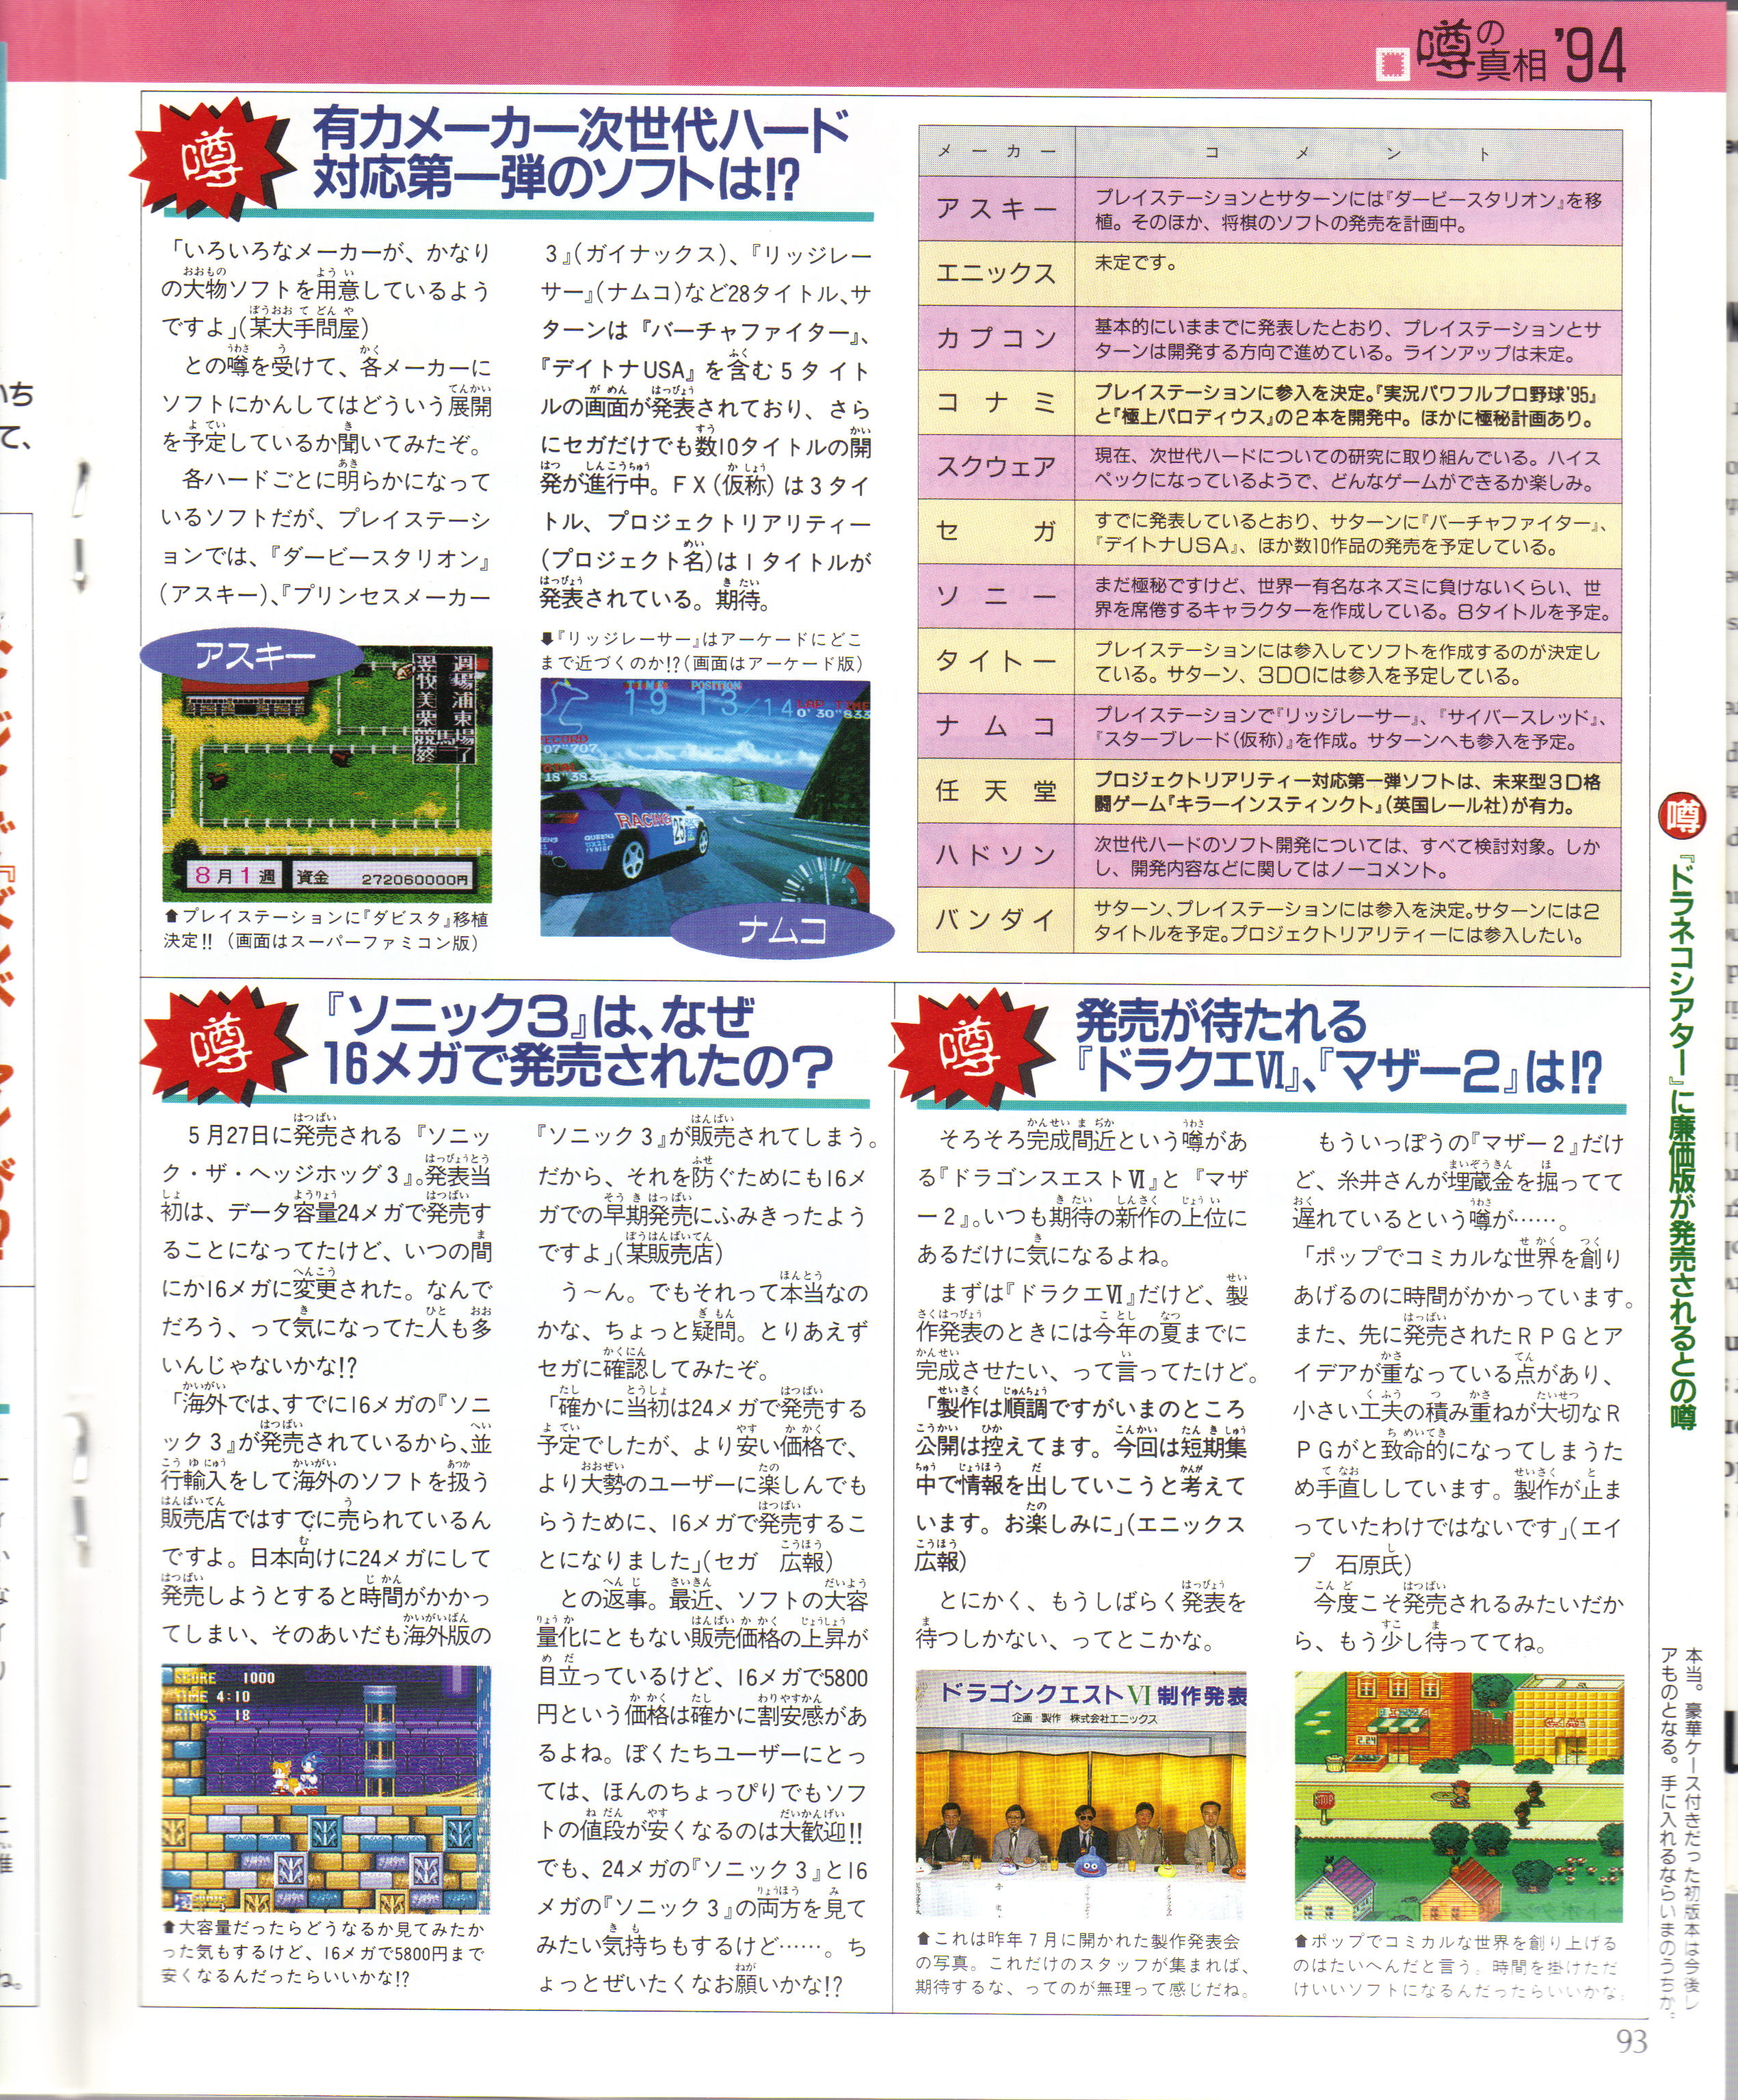 噂の真相 '94
噂
有力メーカー次世代ハード
対応第一弾のソフトは!?
「いろいろなメーカーが、かなり
の大物ソフトを用意しているよう
ですよ」(某大手問屋)
との噂を受けて、各メーカーに
ソフトにかんしてはどういう展開
を予定しているか聞いてみたぞ。
各ハードごとに明らかになって
いるソフトだが、プレイステーシ
ョンでは、『ダービースタリオン』
(アスキー)、『プリンセスメーカー
3』(ガイナックス)、『リッジレー
サー』(ナムコ)など28タイトル、サ
ターンは『バーチャファイター』、
『デイトナUSA』を含む5タイト
ルの画面が発表されており、さら
にセガだけでも数10タイトルの開
発が進行中。FX(仮称)は3タイ
トル、プロジェクトリアリティー
(プロジェクト名)は1タイトルが
発表されている。期待。
アスキー
8月1週 資金 272060000円
⬆プレイステーションに『ダビスタ』移植
決定!! (画面はスーパーファミコン版)
⬇『リッジレーサー』はアーケードにどこ
まで近づくのか!?(画面はアーケード版)
TIME POSITION
19 13/14
LAP TIME
0'30"833
RACING
25
ナムコ
メーカー コメント
アスキー
プレイステーションとサターンには『ダービースタリオン』を移
植。そのほか、将棋のソフトの発売を計画中。
エニックス
未定です。
カプコン
基本的にいままでに発表したとおり、プレイステーションとサ
ターンは開発する方向で進めている。ラインアップは未定。
コナミ
プレイステーションに参入を決定。『実況パワフルプロ野球'95』
と『極上パロディウス』の2本を開発中。ほかに極秘計画あり。
スクウェア
現在、次世代ハードについての研究に取り組んでいる。ハイス
ペックになっているようで、どんなゲームができるか楽しみ。
セガ
すでに発表しているとおり、サターンに『バーチャファイター』、
『デイトナUSA』、ほか数10作品の発売を予定している。
ソニー
まだ極秘ですけど、世界一有名なネズミに負けないくらい、世
界を席倦するキャラクターを作成している。8タイトルを予定。
タイトー
プレイステーションには参入してソフトを作成するのが決定し
ている。サターン、3DOには参入を予定している。
ナムコ
プレイステーションで『リッジレーサー』、『サイバースレッド』、
『スターブレード(仮称)』を作成。サターンへも参入を予定。
任天堂
プロジェクトリアリティー対応第一弾ソフトは、未来型3D格
闘ゲーム『キラーインスティンクト』(英国レール社)が有力。
ハドソン
次世代ハードのソフト開発については、すべて検討対象。しか
し、開発内容などに関してはノーコメント。
バンダイ
サターン、プレイステーションには参入を決定。サターンには2
タイトルを予定。プロジェクトリアリティーには参入したい。
噂
『ソニック3』は、なぜ
16メガで発売されたの?
5月27日に発売される『ソニッ
ク・ザ・ヘッジホッグ3』。発表当
初は、データ容量24メガで発売す
ることになってたけど、いつの間
にか16メガに変更された。なんで
だろう、って気になってた人も多
いんじゃないかな!?
「海外では、すでに16メガの『ソニ
ック3』が発売されているから、並
行輸入をして海外のソフトを扱う
販売店ではすでに売られているん
ですよ。日本向けに24メガにして
発売しようとすると時間がかかっ
てしまい、そのあいだも海外版の
『ソニック3』が販売されてしまう。
だから、それを防ぐためにも16メ
ガでの早期発売にふみきったよう
ですよ」(某販売店)
う～ん。でもそれって本当なの
かな、ちょっと疑問。とりあえず
セガに確認してみたぞ。
「確かに当初は24メガで発売する
予定でしたが、より安い価格で、
より大勢のユーザーに楽しんでも
らうために、16メガで発売するこ
とになりました」(セガ 広報)
との返事。最近、ソフトの大容
量化にともない販売価格の上昇が
目立っているけど、16メガで5800
円という価格は確かに割安感があ
るよね。ぼくたちユーザーにとっ
ては、ほんのちょっぴりでもソフ
トの値段が安くなるのは大歓迎!!
でも、24メガの『ソニック3』と16
メガの『ソニック3』の両方を見て
みたい気持ちもするけど……。ち
ょっとぜいたくなお願いかな!?
SCORE 1000
TIME 4:10
RINGS 18
⬆大容量だったらどうなるか見てみたか
った気もするけど、16メガで5800円まで
安くなるんだったらいいかな!?
噂
発売が待たれる
『ドラクエⅥ』、『マザー2』は!?
そろそろ完成間近という噂があ
る『ドラゴンスエストⅥ』と『マザ
ー2』。いつも期待の新作の上位に
あるだけに気になるよね。
まずは『ドラクエⅥ』だけど、製
作発表のときには今年の夏までに
完成させたい、って言ってたけど。
「製作は順調ですがいまのところ
公開は控えてます。今回は短期集
中で情報を出していこうと考えて
います。お楽しみに」(エニックス
広報)
とにかく、もうしばらく発表を
待つしかない、ってとこかな。
もういっぽうの『マザー2』だけ
ど、糸井さんが埋蔵金を掘ってて
遅れているという噂が……。
「ポップでコミカルな世界を創り
あげるのに時間がかかっています。
また、先に発売されたRPGとア
イデアが重なっている点があり、
小さい工夫の積み重ねが大切なR
PGがと致命的になってしまうた
め手直ししています。製作が止ま
っていたわけではないです」(エイ
プ 石原氏)
今度こそ発売されるみたいだか
ら、もう少し待っててね。
ドラゴンクエストⅥ 制作発表
企画・製作 株式会社エニックス
⬆これは昨年7月に開かれた製作発表会
の写真。これだけのスタッフが集まれば、
期待するな、ってのが無理って感じだね。
STOP
⬆ポップでコミカルな世界を創り上げる
のはたいへんだと言う。時間を掛けただ
けいいソフトになるんだったらいいかな。
噂
『ドラネコシアター』に廉価版が発売されるとの噂
本当。豪華ケース付きだった初版本は今後レ
アものとなる。手に入れるならいまのうちか。
93